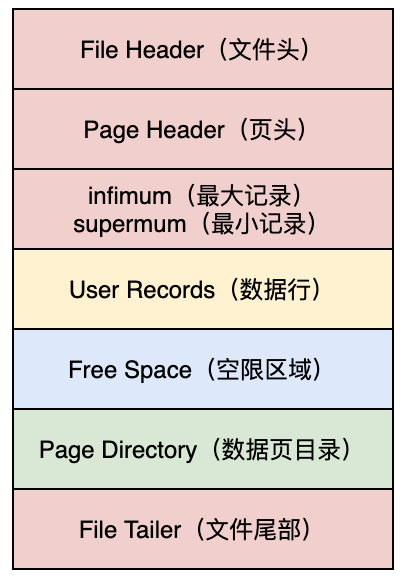 File Header（文件头）
Page Header（页头）
infimum（最大记录）
supermum（最小记录）
User Records（数据行）
Free Space（空限区域）
Page Directory（数据页目录）
File Tailer（文件尾部）